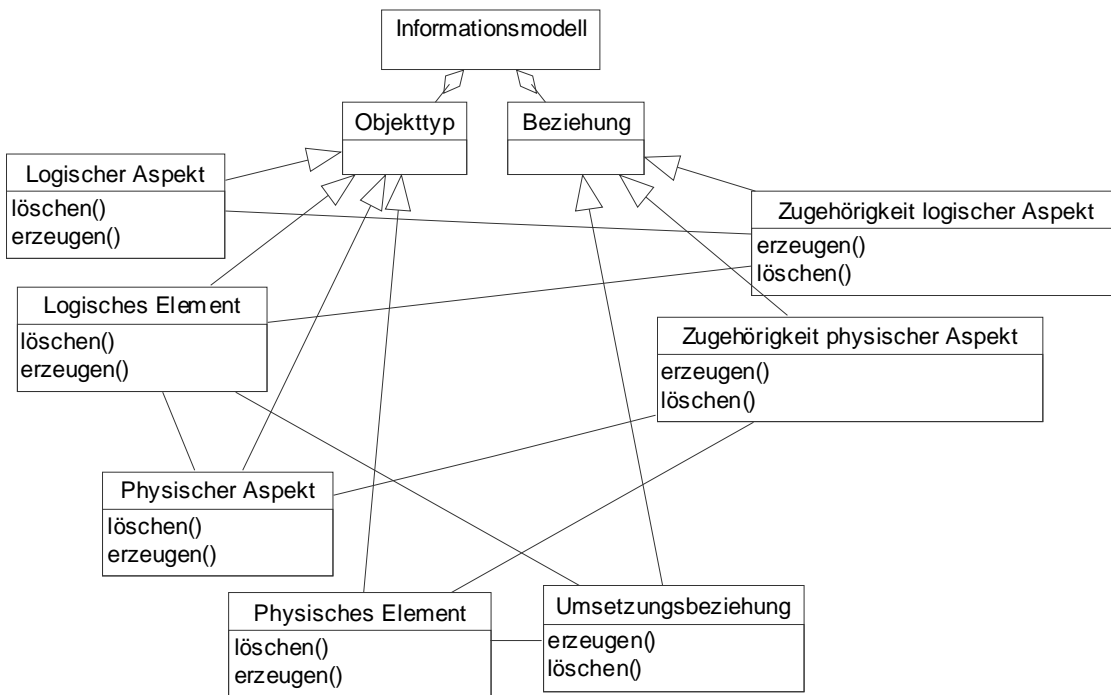 Informationsmodell
Objekttyp
Beziehung
Logischer Aspekt
löschen()
erzeugen()
Zugehörigkeit logischer Aspekt
erzeugen()
löschen()
Logisches Element
löschen()
erzeugen()
Zugehörigkeit physischer Aspekt
erzeugen()
löschen()
Physischer Aspekt
löschen()
erzeugen()
Physisches Element
löschen()
erzeugen()
Umsetzungsbeziehung
erzeugen()
löschen()